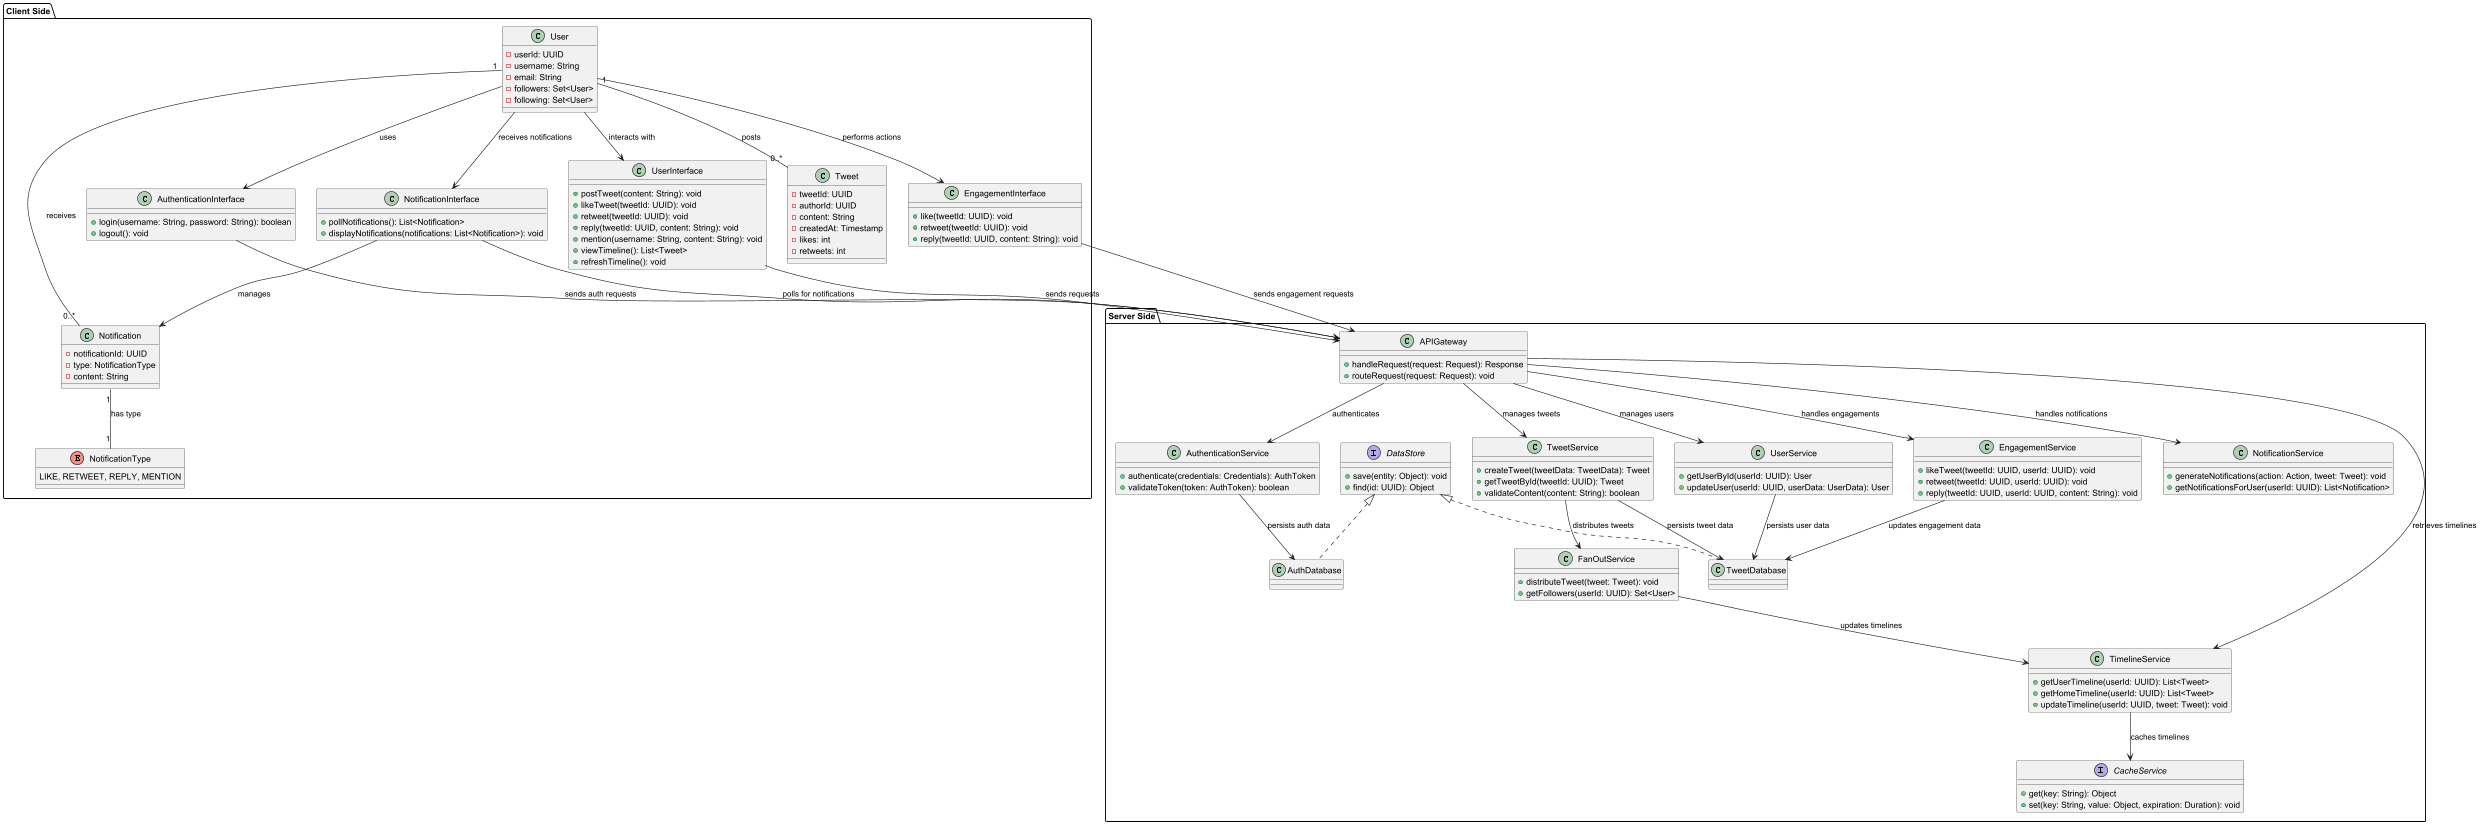 Client Side
C User
userId: UUID
username: String
email: String
followers: Set<User>
following: Set<User>
1
1
uses
receives notifications
interacts with
posts
performs actions
0..*
receives
C AuthenticationInterface
login(username: String, password: String): boolean
logout(): void
C NotificationInterface
pollNotifications(): List<Notification>
displayNotifications(notifications: List<Notification>): void
C UserInterface
postTweet(content: String): void
likeTweet(tweetId: UUID): void
retweet(tweetId: UUID): void
reply(tweetId: UUID, content: String): void
mention(username: String, content: String): void
viewTimeline(): List<Tweet>
refreshTimeline(): void
C Tweet
tweetId: UUID
authorId: UUID
content: String
createdAt: Timestamp
likes: int
retweets: int
C EngagementInterface
like(tweetId: UUID): void
retweet(tweetId: UUID): void
reply(tweetId: UUID, content: String): void
manages
sends auth requests
polls for notifications
sends requests
sends engagement requests
0..*
C Notification
notificationId: UUID
type: NotificationType
content: String
1
has type
1
E NotificationType
LIKE, RETWEET, REPLY, MENTION
Server Side
C APIGateway
handleRequest(request: Request): Response
routeRequest(request: Request): void
authenticates
manages tweets
manages users
handles engagements
handles notifications
retrieves timelines
C AuthenticationService
authenticate(credentials: Credentials): AuthToken
validateToken(token: AuthToken): boolean
I DataStore
save(entity: Object): void
find(id: UUID): Object
C TweetService
createTweet(tweetData: TweetData): Tweet
getTweetById(tweetId: UUID): Tweet
validateContent(content: String): boolean
C UserService
getUserById(userId: UUID): User
updateUser(userId: UUID, userData: UserData): User
C EngagementService
likeTweet(tweetId: UUID, userId: UUID): void
retweet(tweetId: UUID, userId: UUID): void
reply(tweetId: UUID, userId: UUID, content: String): void
C NotificationService
generateNotifications(action: Action, tweet: Tweet): void
getNotificationsForUser(userId: UUID): List<Notification>
persists auth data
distributes tweets
persists tweet data
persists user data
updates engagement data
C AuthDatabase
C FanOutService
distributeTweet(tweet: Tweet): void
getFollowers(userId: UUID): Set<User>
C TweetDatabase
updates timelines
C TimelineService
getUserTimeline(userId: UUID): List<Tweet>
getHomeTimeline(userId: UUID): List<Tweet>
updateTimeline(userId: UUID, tweet: Tweet): void
caches timelines
I CacheService
get(key: String): Object
set(key: String, value: Object, expiration: Duration): void